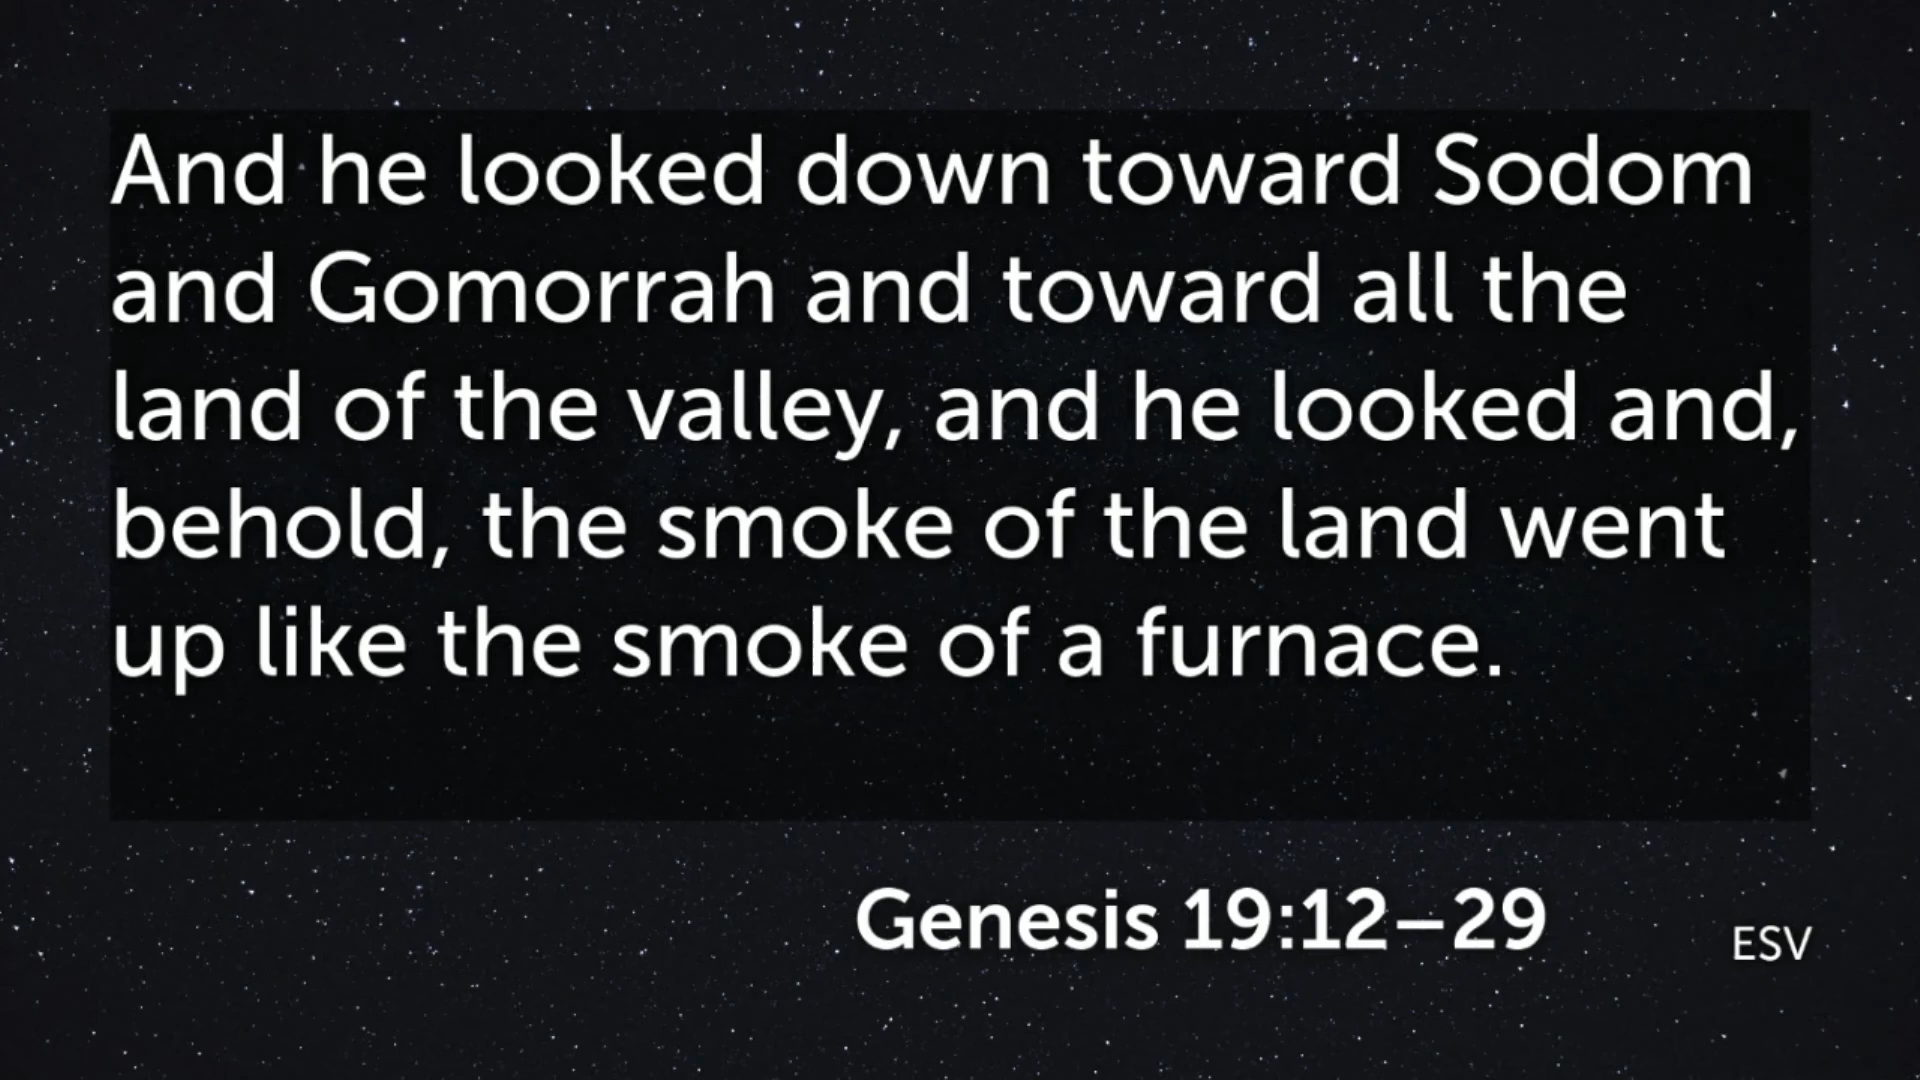 And he looked down toward Sodom
and Gomorrah and toward all the
land of the valley, and he looked and,
behold, the smoke of the land went
up like the smoke of a furnace.
Genesis 19:12–29
ESV